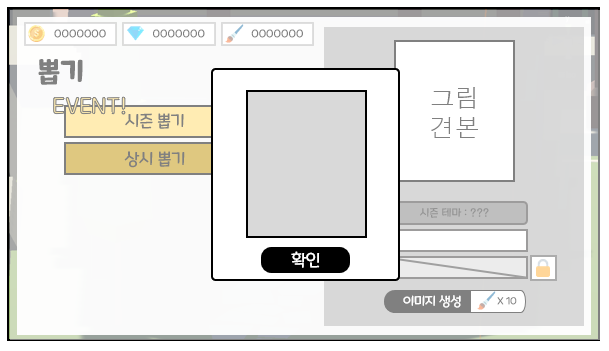 0000000 0000000 0000000
뽑기
EVENT!
시즌 뽑기
상시 뽑기
그림
견본
시즌 테마 : ???
확인
이미지 생성 X 10